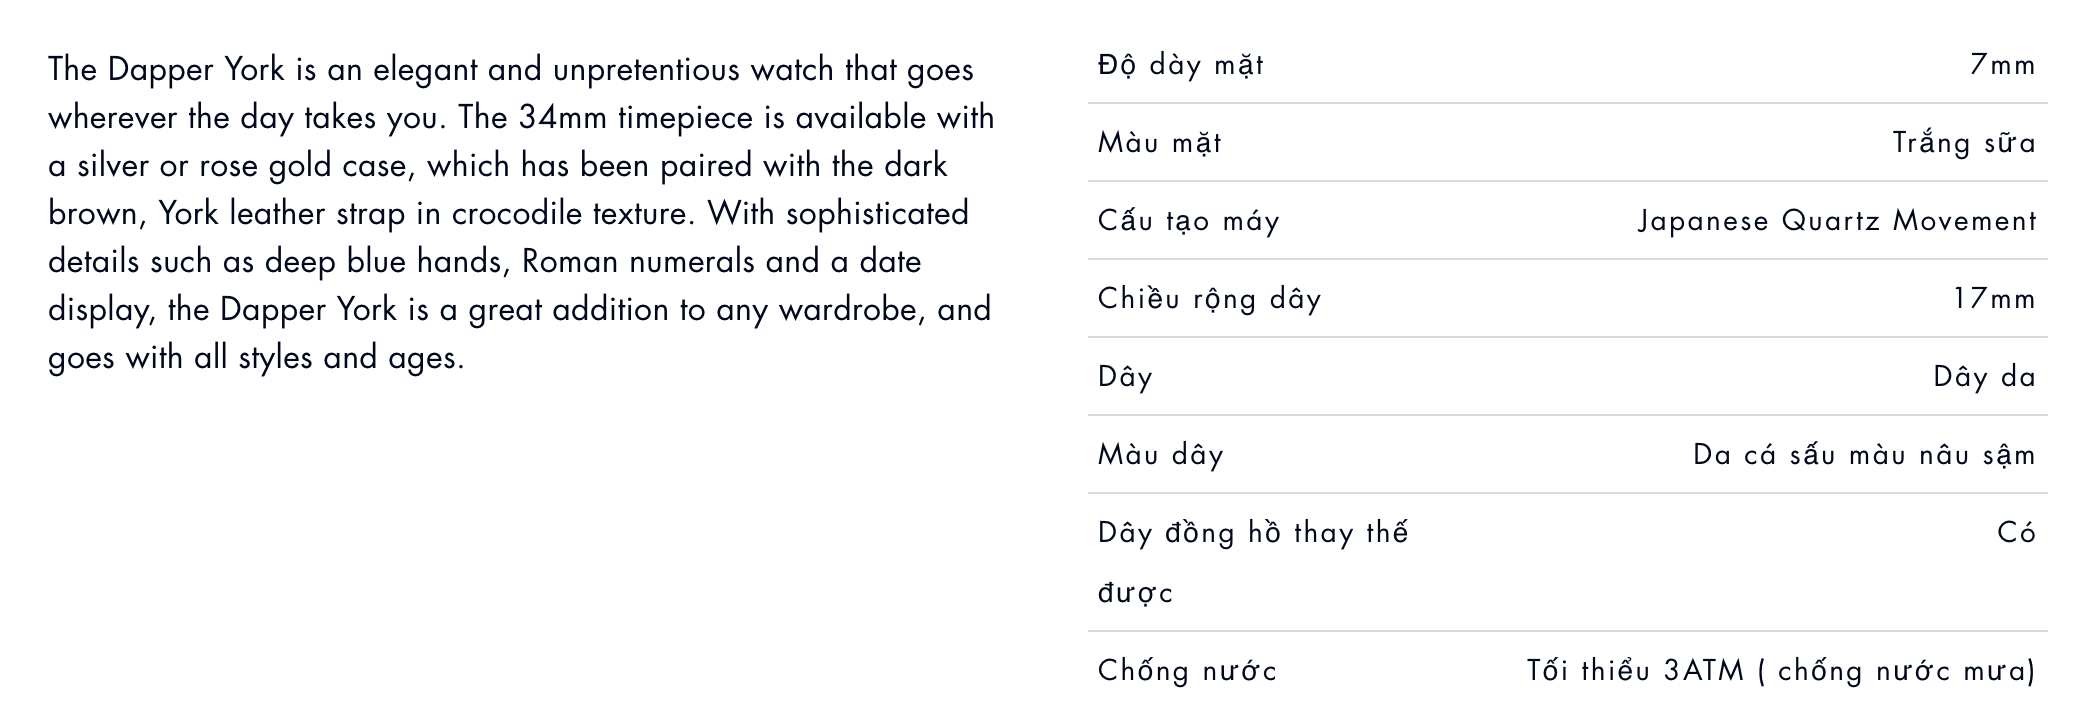 The Dapper York is an elegant and unpretentious watch that goes
wherever the day takes you. The 34mm timepiece is available with
a silver or rose gold case, which has been paired with the dark
brown, York leather strap in crocodile texture. With sophisticated
details such as deep blue hands, Roman numerals and a date
display, the Dapper York is a great addition to any wardrobe, and
goes with all styles and ages.
Độ dày mặt 7mm
Màu mặt Trắng sữa
Cấu tạo máy Japanese Quartz Movement
Chiều rộng dây 17mm
Dây Dây da
Màu dây Da cá sấu màu nâu sậm
Dây đồng hồ thay thế Có
được
Chống nước Tối thiểu 3ATM ( chống nước mưa)